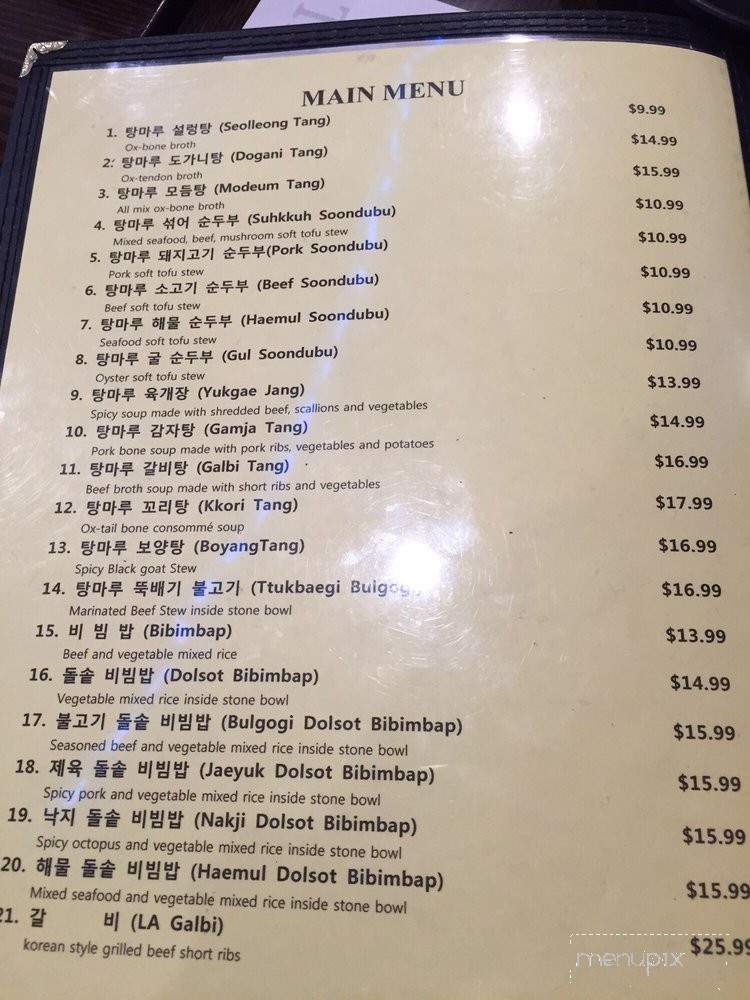 MAIN MENU
1. 탕마루 설렁탕 (Seolleong Tang) $9.99
Ox-bone broth
2. 탕마루 도가니탕 (Dogani Tang) $14.99
Ox-tendon broth
3. 탕마루 모듬탕 (Modeum Tang) $15.99
All mix ox-bone broth
4. 탕마루 섞어 순두부 (Suhkkuh Soondubu) $10.99
Mixed seafood, beef, mushroom soft tofu stew
5. 탕마루 돼지고기 순두부(Pork Soondubu) $10.99
Pork soft tofu stew
6. 탕마루 소고기 순두부 (Beef Soondubu) $10.99
Beef soft tofu stew
7. 탕마루 해물 순두부 (Haemul Soondubu) $10.99
Seafood soft tofu stew
8. 탕마루 굴 순두부 (Gul Soondubu) $10.99
Oyster soft tofu stew
9. 탕마루 육개장 (Yukgae Jang) $13.99
Spicy soup made with shredded beef, scallions and vegetables
10. 탕마루 감자탕 (Gamja Tang) $14.99
Pork bone soup made with pork ribs, vegetables and potatoes
11. 탕마루 갈비탕 (Galbi Tang) $16.99
Beef broth soup made with short ribs and vegetables
12. 탕마루 꼬리탕 (Kkori Tang) $17.99
Ox-tail bone consommé soup
13. 탕마루 보양탕 (BoyangTang) $16.99
Spicy Black goat Stew
14. 탕마루 뚝배기 불고기 (Ttukbaegi Bulgogi) $16.99
Marinated Beef Stew inside stone bowl
15. 비 빔 밥 (Bibimbap) $13.99
Beef and vegetable mixed rice
16. 돌솥 비빔밥 (Dolsot Bibimbap) $14.99
Vegetable mixed rice inside stone bowl
17. 불고기 돌솥 비빔밥 (Bulgogi Dolsot Bibimbap) $15.99
Seasoned beef and vegetable mixed rice inside stone bowl
18. 제육 돌솥 비빔밥 (Jaeyuk Dolsot Bibimbap) $15.99
Spicy pork and vegetable mixed rice inside stone bowl
19. 낙지 돌솥 비빔밥 (Nakji Dolsot Bibimbap) $15.99
Spicy octopus and vegetable mixed rice inside stone bowl
20. 해물 돌솥 비빔밥 (Haemul Dolsot Bibimbap) $15.99
Mixed seafood and vegetable mixed rice inside stone bowl
21. 갈 비 (LA Galbi) $25.99
korean style grilled beef short ribs
menupix